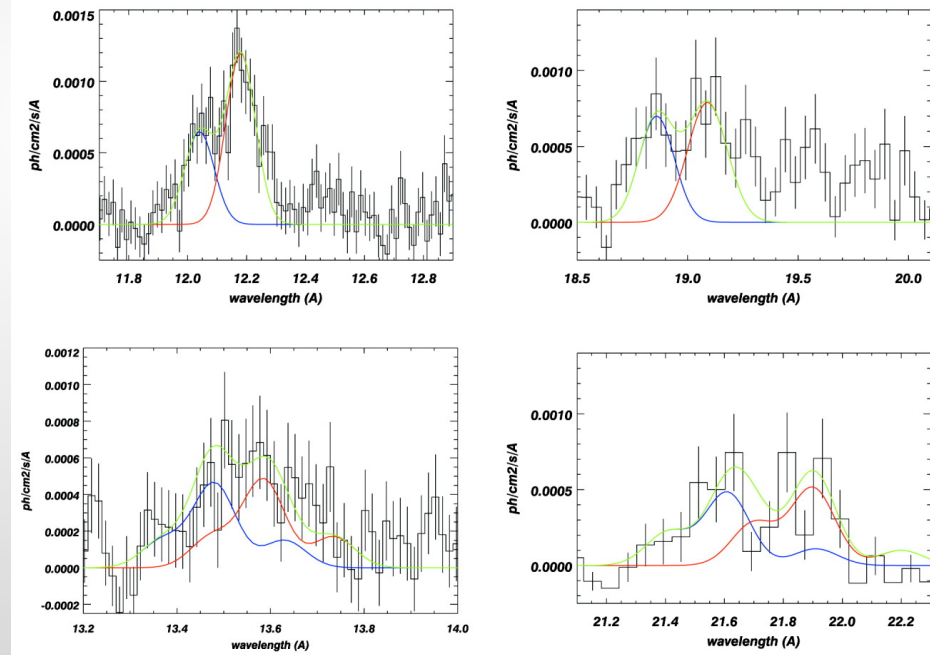 0.0015
0.0010
0.0005
0.0000
ph/cm2/s/A
11.8 12.0 12.2 12.4 12.6 12.8
wavelength (A)
0.0010
0.0005
0.0000
ph/cm2/s/A
18.5 19.0 19.5 20.0
wavelength (A)
0.0012
0.0010
0.0008
0.0006
0.0004
0.0002
0.0000
-0.0002
ph/cm2/s/A
13.2 13.4 13.6 13.8 14.0
wavelength (A)
0.0010
0.0005
0.0000
ph/cm2/s/A
21.2 21.4 21.6 21.8 22.0 22.2
wavelength (A)